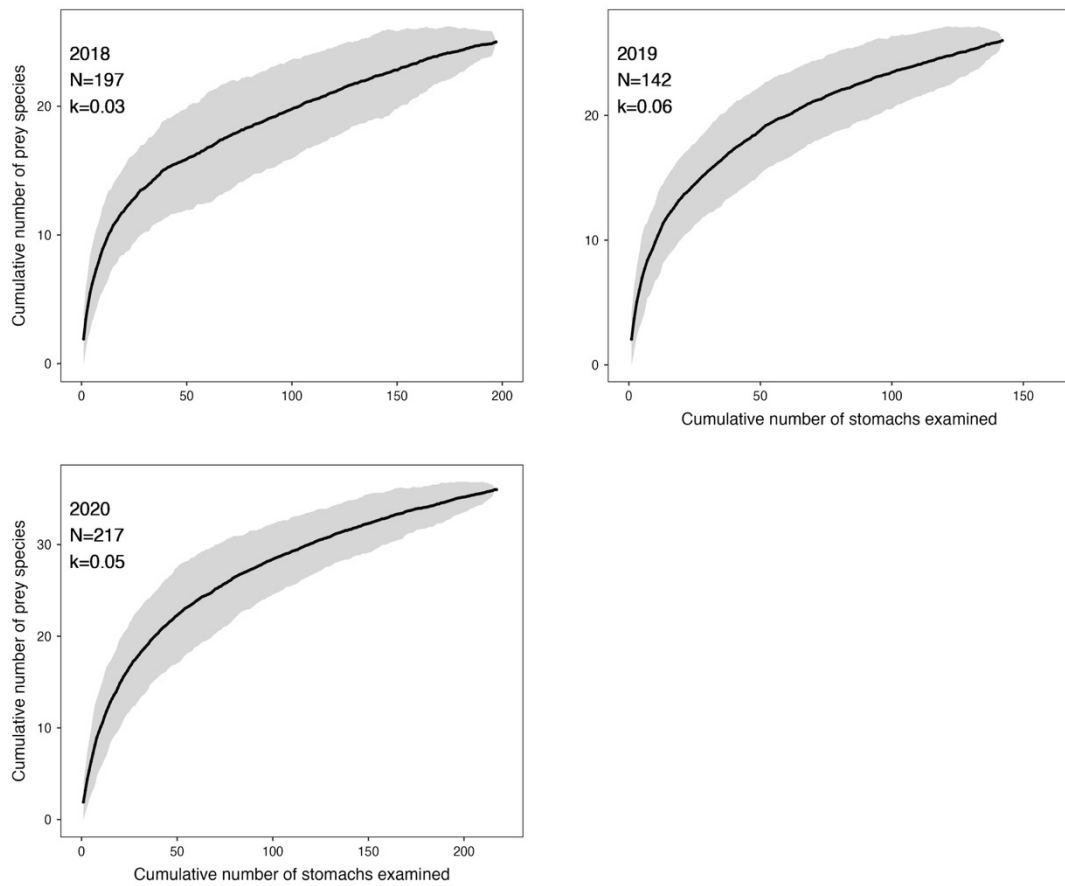 2018
N=197
k=0.03
Cumulative number of prey species
20
10
0
0 50 100 150 200
2019
N=142
k=0.06
20
10
0
0 50 100 150
Cumulative number of stomachs examined
2020
N=217
k=0.05
Cumulative number of prey species
30
20
10
0
0 50 100 150 200
Cumulative number of stomachs examined